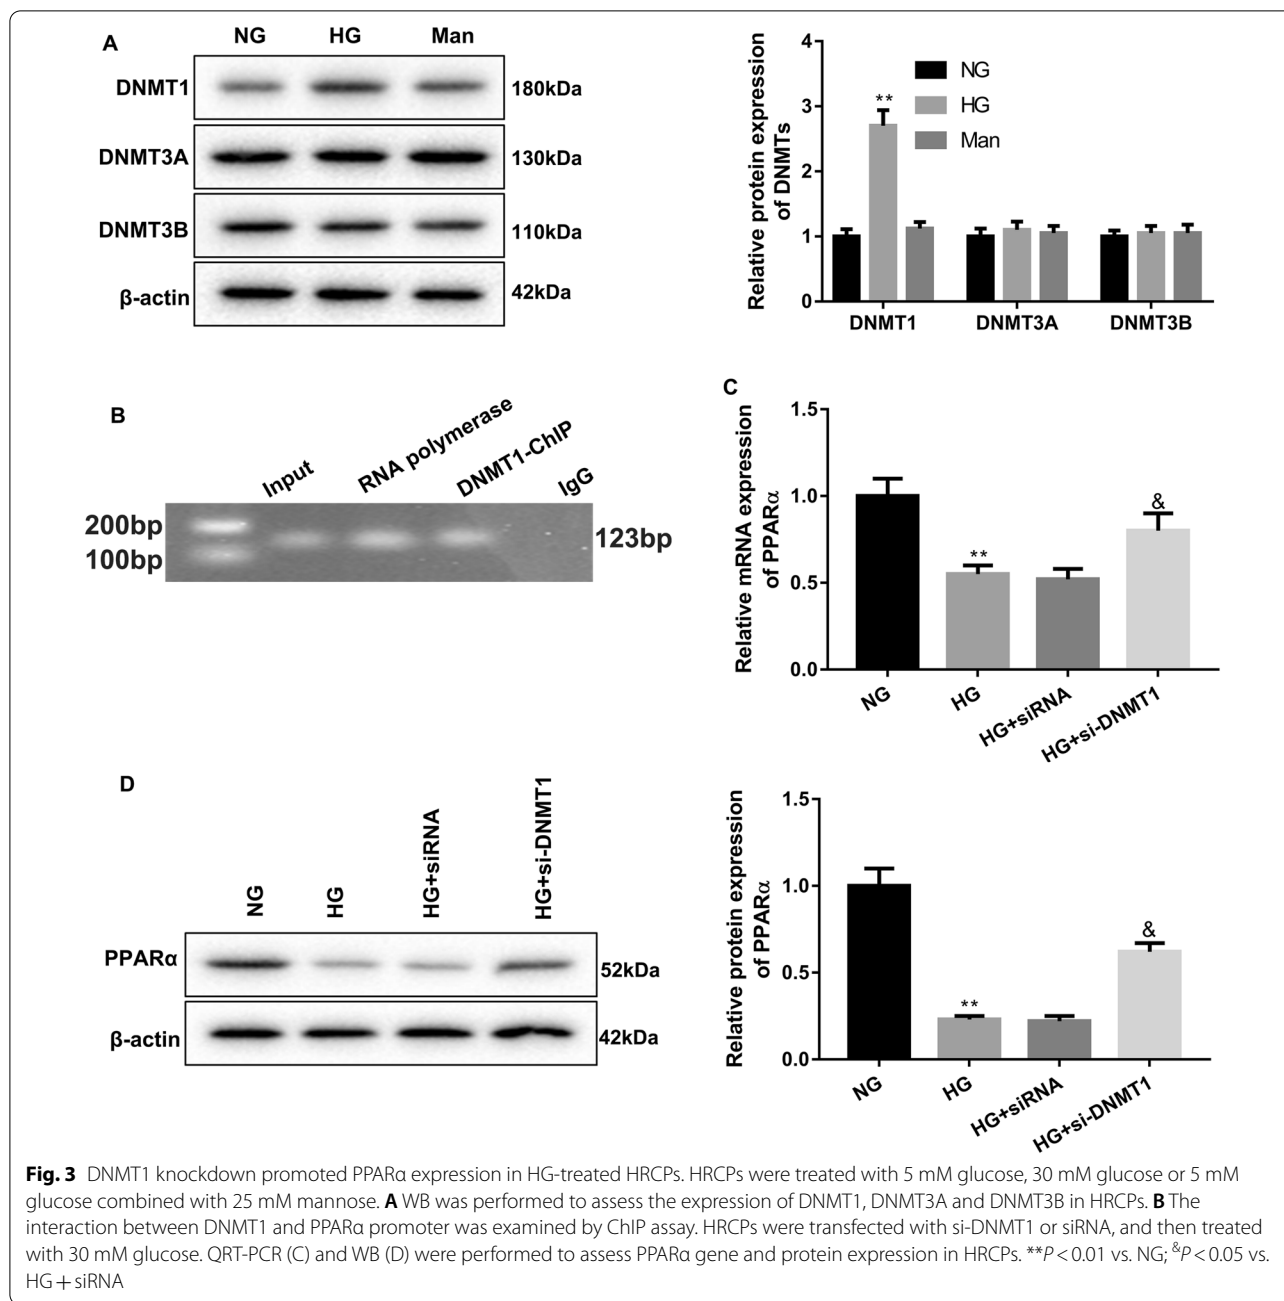 A
NG HG Man
DNMT1 180kDa
DNMT3A 130kDa
DNMT3B 110kDa
β-actin 42kDa
Relative protein expression
of DNMTs
4
3
2
1
0
NG
HG
Man
**
DNMT1 DNMT3A DNMT3B
B
Input RNA polymerase DNMT1-ChIP IgG
200bp
100bp
123bp
C
Relative mRNA expression
of PPARα
1.5
1.0
0.5
0.0
**
&
NG HG HG+siRNA HG+si-DNMT1
D
NG HG HG+siRNA HG+si-DNMT1
PPARα 52kDa
β-actin 42kDa
Relative protein expression
of PPARα
1.5
1.0
0.5
0.0
**
&
NG HG HG+siRNA HG+si-DNMT1
Fig. 3 DNMT1 knockdown promoted PPARα expression in HG-treated HRCPs. HRCPs were treated with 5 mM glucose, 30 mM glucose or 5 mM
glucose combined with 25 mM mannose. A WB was performed to assess the expression of DNMT1, DNMT3A and DNMT3B in HRCPs. B The
interaction between DNMT1 and PPARα promoter was examined by ChIP assay. HRCPs were transfected with si-DNMT1 or siRNA, and then treated
with 30 mM glucose. QRT-PCR (C) and WB (D) were performed to assess PPARα gene and protein expression in HRCPs. **P < 0.01 vs. NG; &P < 0.05 vs.
HG + siRNA